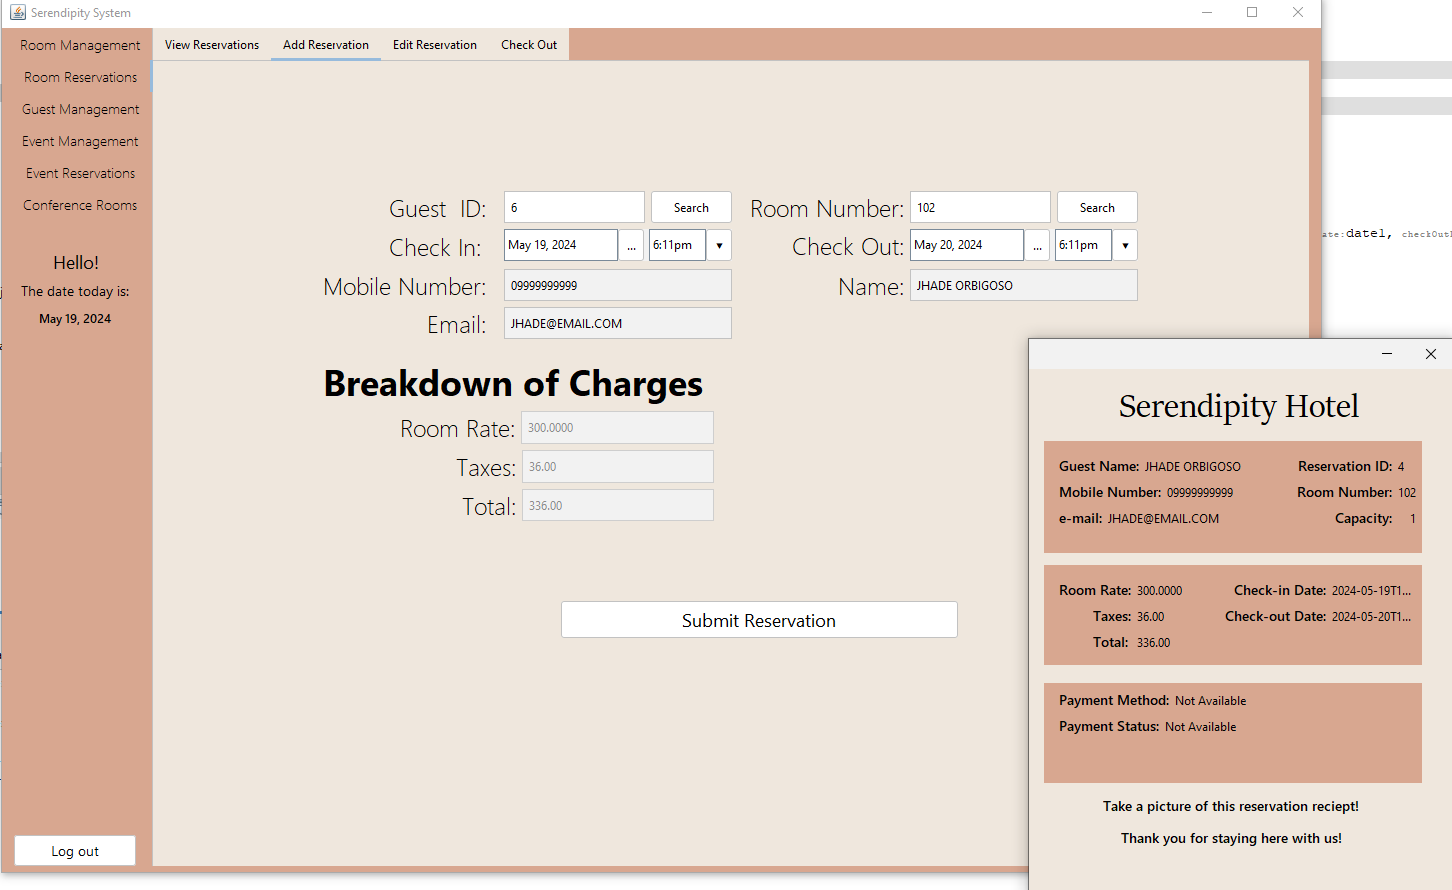 Serendipity System
Room Management
Room Reservations
Guest Management
Event Management
Event Reservations
Conference Rooms
Hello!
The date today is:
May 19, 2024
Log out
View Reservations Add Reservation Edit Reservation Check Out
Guest ID: 6 Search Room Number: 102 Search
Check In: May 19, 2024 ... 6:11pm Check Out: May 20, 2024 ... 6:11pm
Mobile Number: 09999999999 Name: JHADE ORBIGOSO
Email: JHADE@EMAIL.COM
Breakdown of Charges
Room Rate: 300.0000
Taxes: 36.00
Total: 336.00
Submit Reservation
ate:date1, checkOut
Serendipity Hotel
Guest Name: JHADE ORBIGOSO Reservation ID: 4
Mobile Number: 09999999999 Room Number: 102
e-mail: JHADE@EMAIL.COM Capacity: 1
Room Rate: 300.0000 Check-in Date: 2024-05-19T1...
Taxes: 36.00 Check-out Date: 2024-05-20T1...
Total: 336.00
Payment Method: Not Available
Payment Status: Not Available
Take a picture of this reservation reciept!
Thank you for staying here with us!